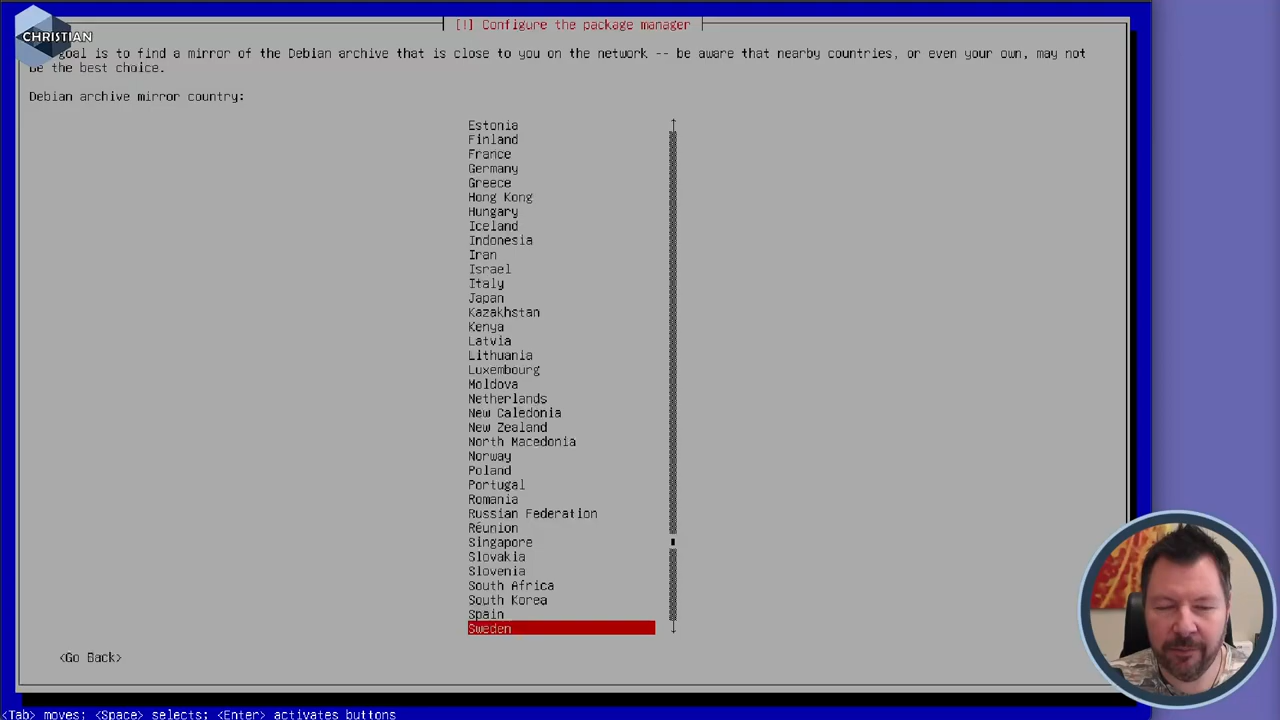 CHRISTIAN
[!] Configure the package manager
goal is to find a mirror of the Debian archive that is close to you on the network -- be aware that nearby countries, or even your own, may not
be the best choice.
Debian archive mirror country:
Estonia
Finland
France
Germany
Greece
Hong Kong
Hungary
Iceland
Indonesia
Iran
Israel
Italy
Japan
Kazakhstan
Kenya
Latvia
Lithuania
Luxembourg
Moldova
Netherlands
New Caledonia
New Zealand
North Macedonia
Norway
Poland
Portugal
Romania
Russian Federation
Réunion
Singapore
Slovakia
Slovenia
South Africa
South Korea
Spain
Sweden
<Go Back>
<Tab> moves; <Space> selects; <Enter> activates buttons